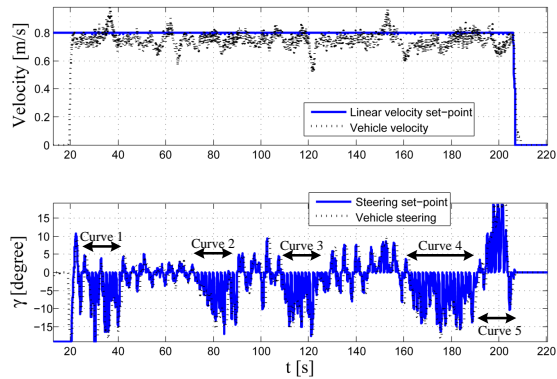 Velocity [m/s]
0.8
0.6
0.4
0.2
0
Linear velocity set−point
Vehicle velocity
20 40 60 80 100 120 140 160 180 200 220
Steering set−point
Vehicle steering
γ [degree]
15
10
5
0
−5
−10
−15
Curve 1
Curve 2
Curve 3
Curve 4
Curve 5
20 40 60 80 100 120 140 160 180 200 220
t [s]